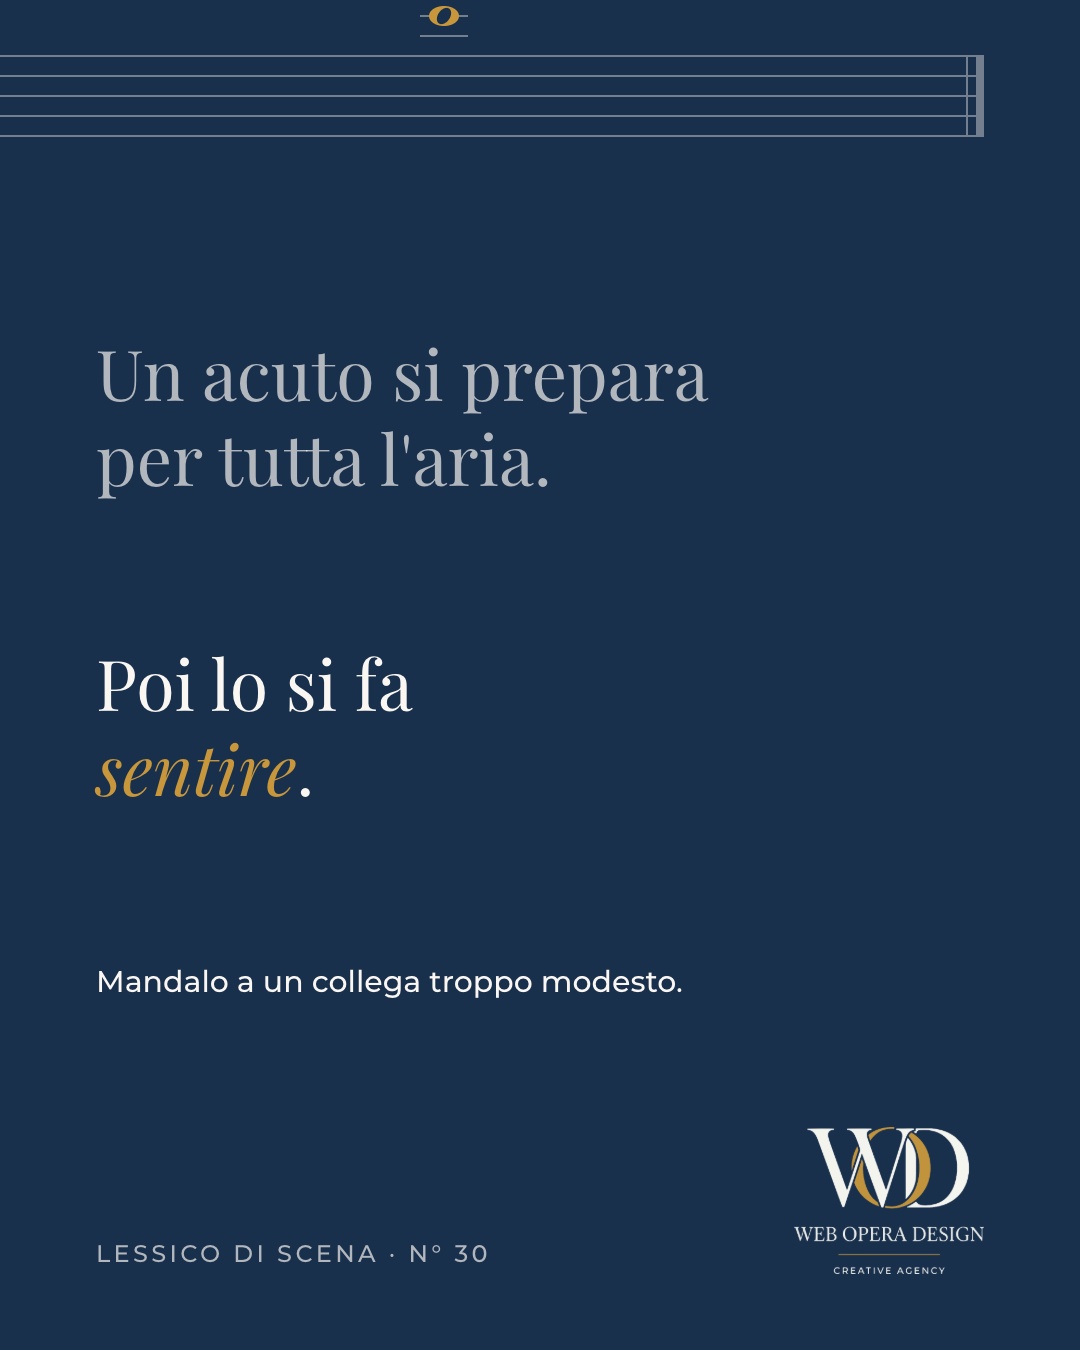 Un acuto si prepara
per tutta l'aria.
Poi lo si fa
sentire.
Mandalo a un collega troppo modesto.
LESSICO DI SCENA · N° 30
WOD
WEB OPERA DESIGN
CREATIVE AGENCY